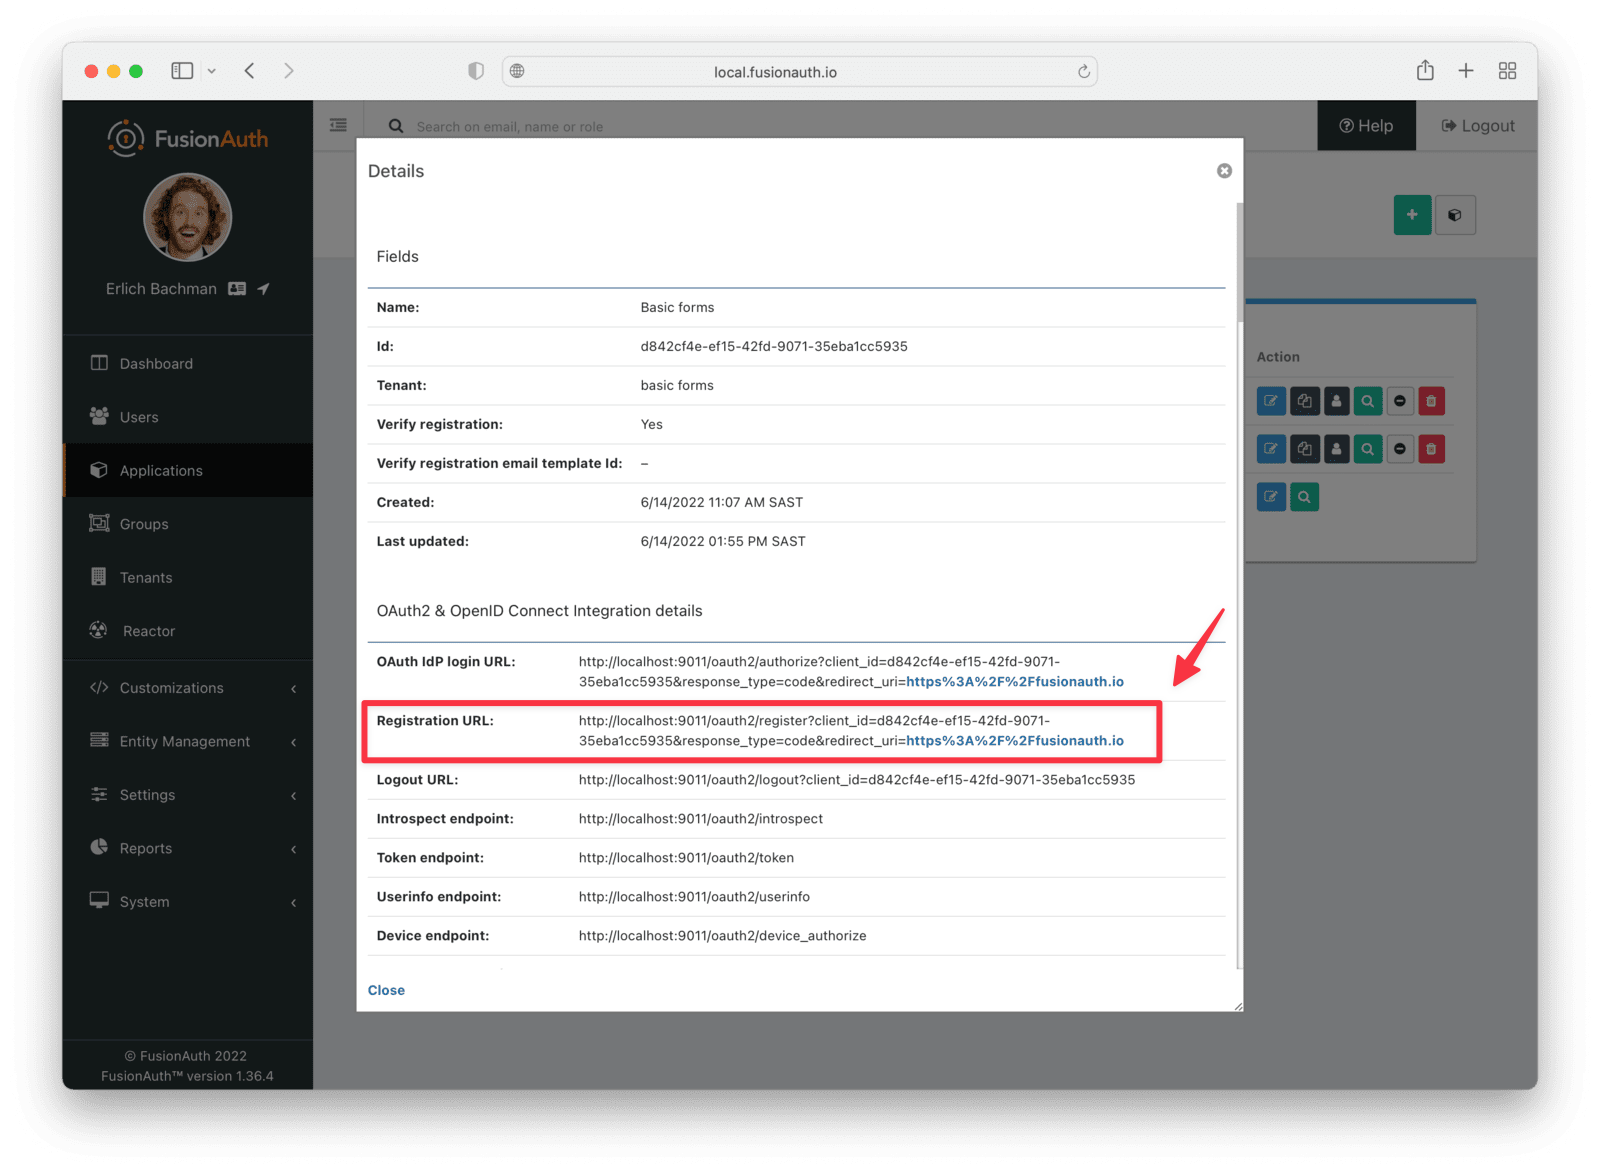 local.fusionauth.io
FusionAuth
Search on email, name or role
Help
Logout
Erlich Bachman
Dashboard
Users
Applications
Groups
Tenants
Reactor
Customizations
Entity Management
Settings
Reports
System
© FusionAuth 2022
FusionAuth™ version 1.36.4
Details
Fields
Name: Basic forms
Id: d842cf4e-ef15-42fd-9071-35eba1cc5935
Tenant: basic forms
Verify registration: Yes
Verify registration email template Id: –
Created: 6/14/2022 11:07 AM SAST
Last updated: 6/14/2022 01:55 PM SAST
OAuth2 & OpenID Connect Integration details
OAuth IdP login URL: http://localhost:9011/oauth2/authorize?client_id=d842cf4e-ef15-42fd-9071-
35eba1cc5935&response_type=code&redirect_uri=https%3A%2F%2Ffusionauth.io
Registration URL: http://localhost:9011/oauth2/register?client_id=d842cf4e-ef15-42fd-9071-
35eba1cc5935&response_type=code&redirect_uri=https%3A%2F%2Ffusionauth.io
Logout URL: http://localhost:9011/oauth2/logout?client_id=d842cf4e-ef15-42fd-9071-35eba1cc5935
Introspect endpoint: http://localhost:9011/oauth2/introspect
Token endpoint: http://localhost:9011/oauth2/token
Userinfo endpoint: http://localhost:9011/oauth2/userinfo
Device endpoint: http://localhost:9011/oauth2/device_authorize
Close
Action